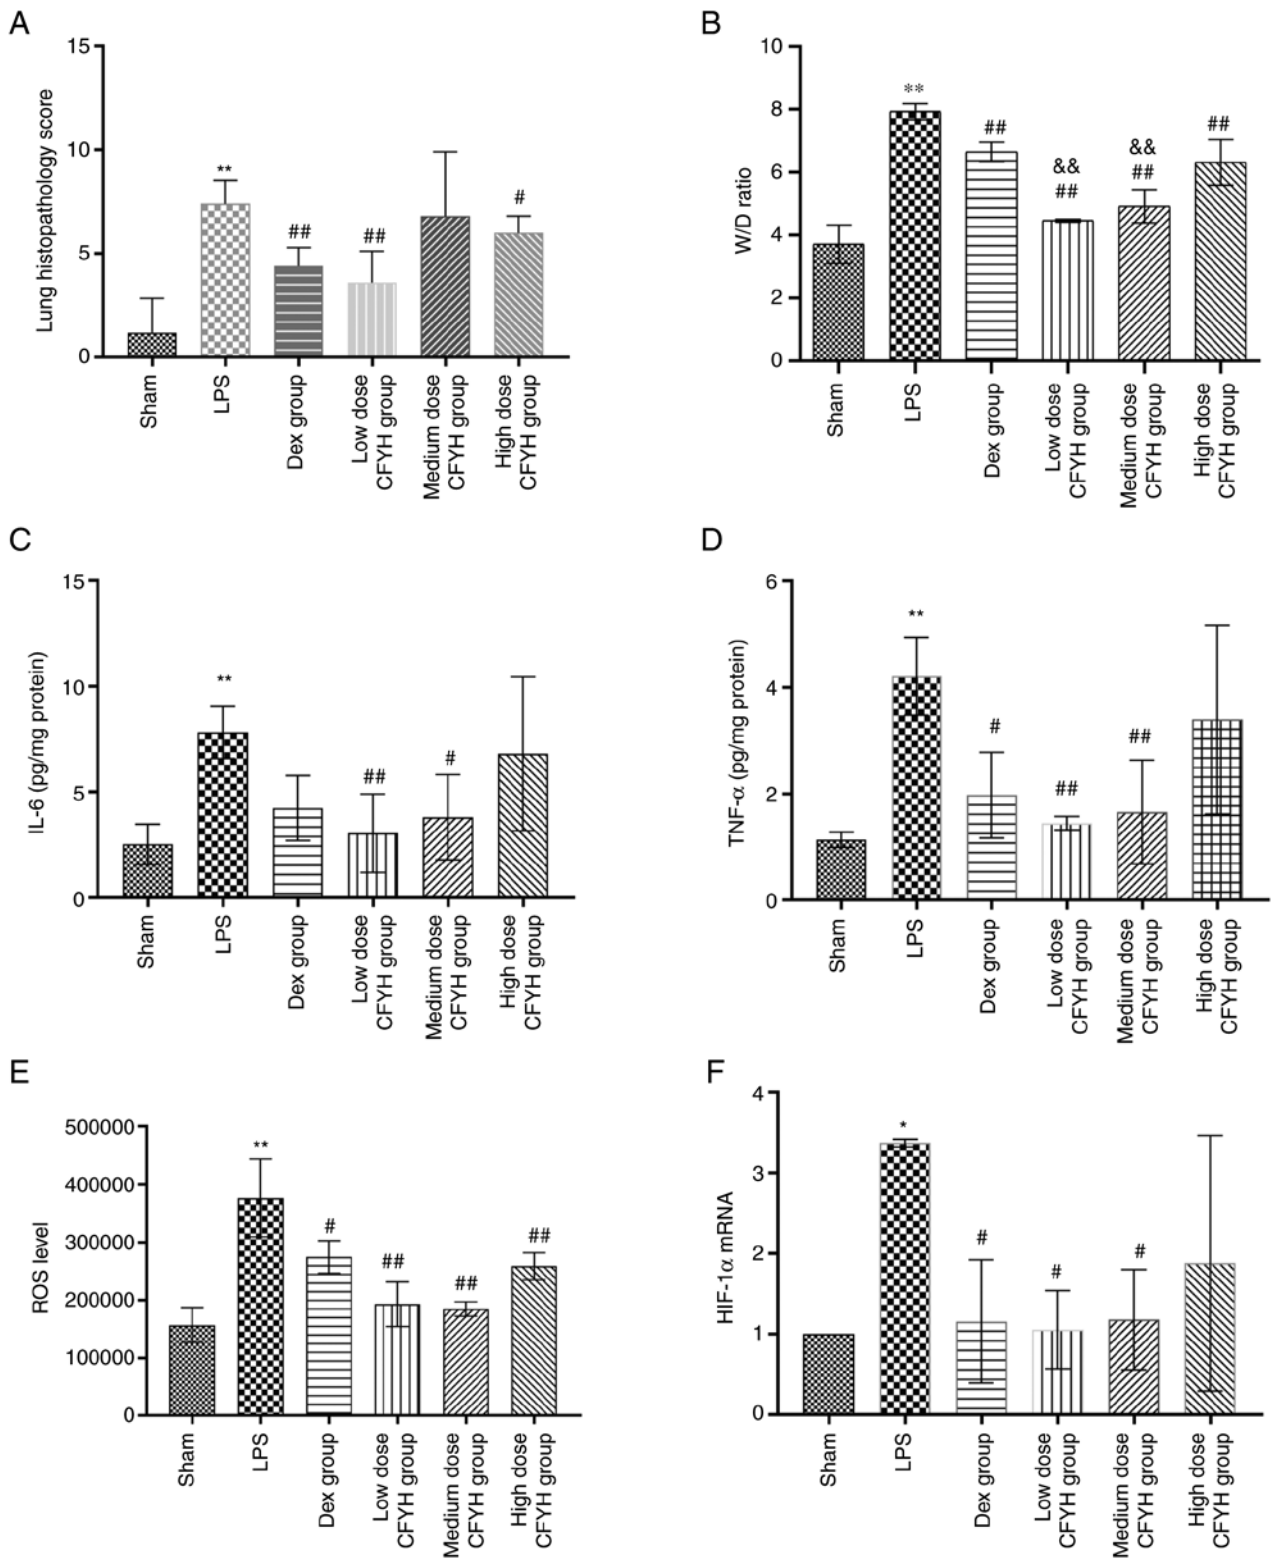 A
Lung histopathology score
15
10
5
0
**
##
##
#
Sham
LPS
Dex group
Low dose
CFYH group
Medium dose
CFYH group
High dose
CFYH group
B
W/D ratio
10
8
6
4
2
0
**
##
&&
##
&&
##
##
Sham
LPS
Dex group
Low dose
CFYH group
Medium dose
CFYH group
High dose
CFYH group
C
IL-6 (pg/mg protein)
15
10
5
0
**
##
#
Sham
LPS
Dex group
Low dose
CFYH group
Medium dose
CFYH group
High dose
CFYH group
D
TNF-α (pg/mg protein)
6
4
2
0
**
#
##
##
Sham
LPS
Dex group
Low dose
CFYH group
Medium dose
CFYH group
High dose
CFYH group
E
ROS level
500000
400000
300000
200000
100000
0
**
#
##
##
##
Sham
LPS
Dex group
Low dose
CFYH group
Medium dose
CFYH group
High dose
CFYH group
F
HIF-1α mRNA
4
3
2
1
0
*
#
#
#
Sham
LPS
Dex group
Low dose
CFYH group
Medium dose
CFYH group
High dose
CFYH group